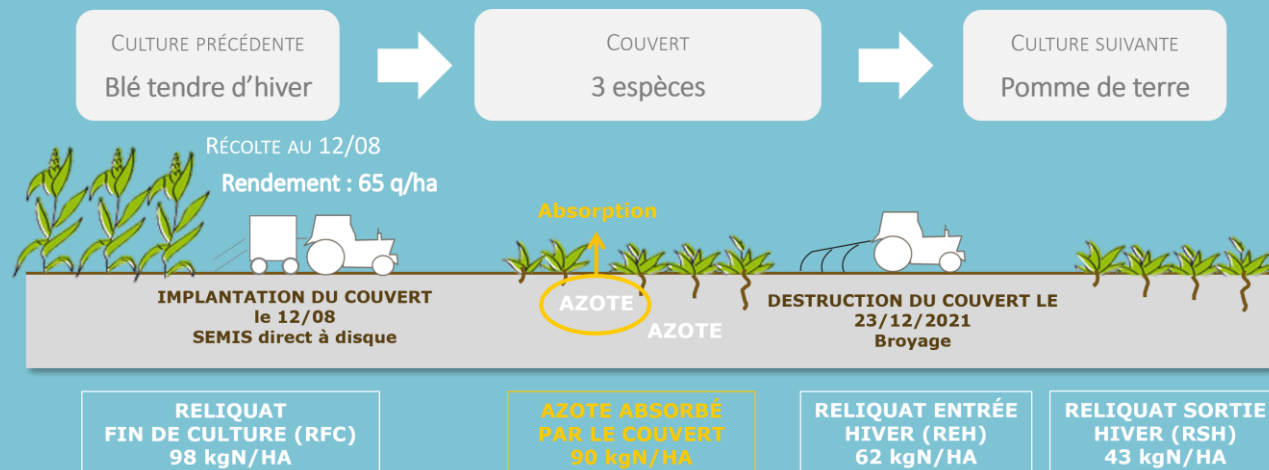 CULTURE PRÉCÉDENTE
Blé tendre d'hiver
COUVERT
3 espèces
CULTURE SUIVANTE
Pomme de terre
RÉCOLTE AU 12/08
Rendement : 65 q/ha
Absorption
IMPLANTATION DU COUVERT
le 12/08
SEMIS direct à disque
AZOTE
AZOTE
DESTRUCTION DU COUVERT LE
23/12/2021
Broyage
RELIQUAT
FIN DE CULTURE (RFC)
98 kgN/HA
AZOTE ABSORBÉ
PAR LE COUVERT
90 kgN/HA
RELIQUAT ENTRÉE
HIVER (REH)
62 kgN/HA
RELIQUAT SORTIE
HIVER (RSH)
43 kgN/HA